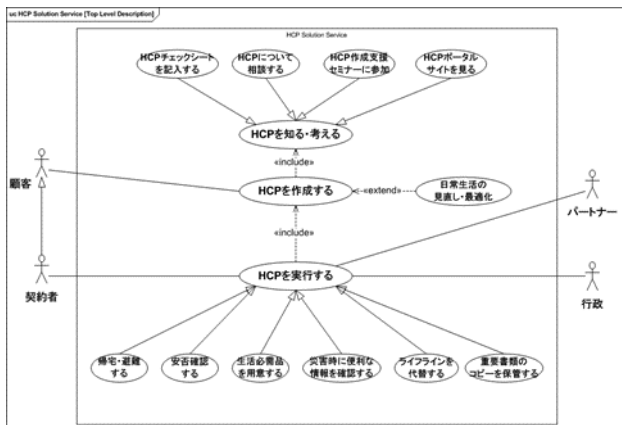 uc HCP Solution Service [Top Level Description]
HCP Solution Service
HCPチェックシート
を記入する
HCPについて
相談する
HCP作成支援
セミナーに参加
HCPポータル
サイトを見る
HCPを知る・考える
«include»
顧客
HCPを作成する
«extend»
日常生活の
見直し・最適化
パートナー
«include»
契約者
HCPを実行する
行政
帰宅・避難
する
安否確認
する
生活必需品
を用意する
災害時に便利な
情報を確認する
ライフラインを
代替する
重要書類の
コピーを保管する